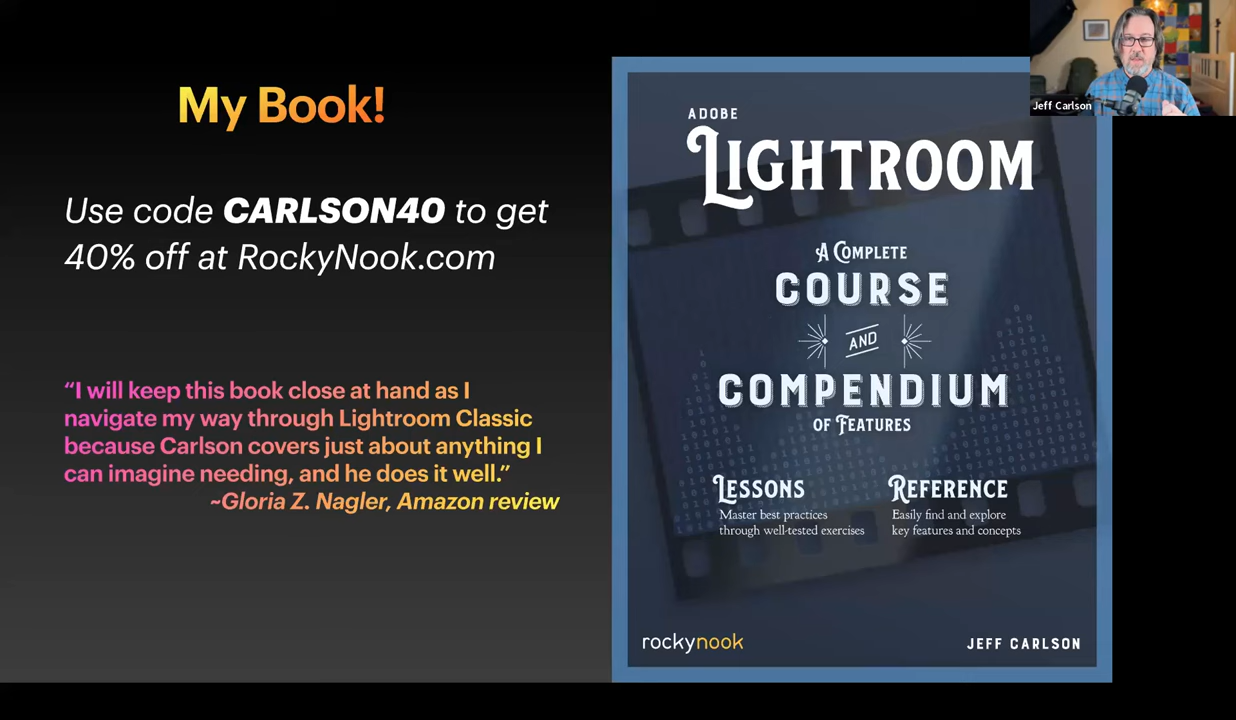 My Book!
Use code CARLSON40 to get
40% off at RockyNook.com
“I will keep this book close at hand as I
navigate my way through Lightroom Classic
because Carlson covers just about anything I
can imagine needing, and he does it well.”
~Gloria Z. Nagler, Amazon review
ADOBE
LIGHTROOM
A COMPLETE
COURSE
AND
COMPENDIUM
OF FEATURES
LESSONS
Master best practices
through well-tested exercises
REFERENCE
Easily find and explore
key features and concepts
rockynook
JEFF CARLSON
Jeff Carlson